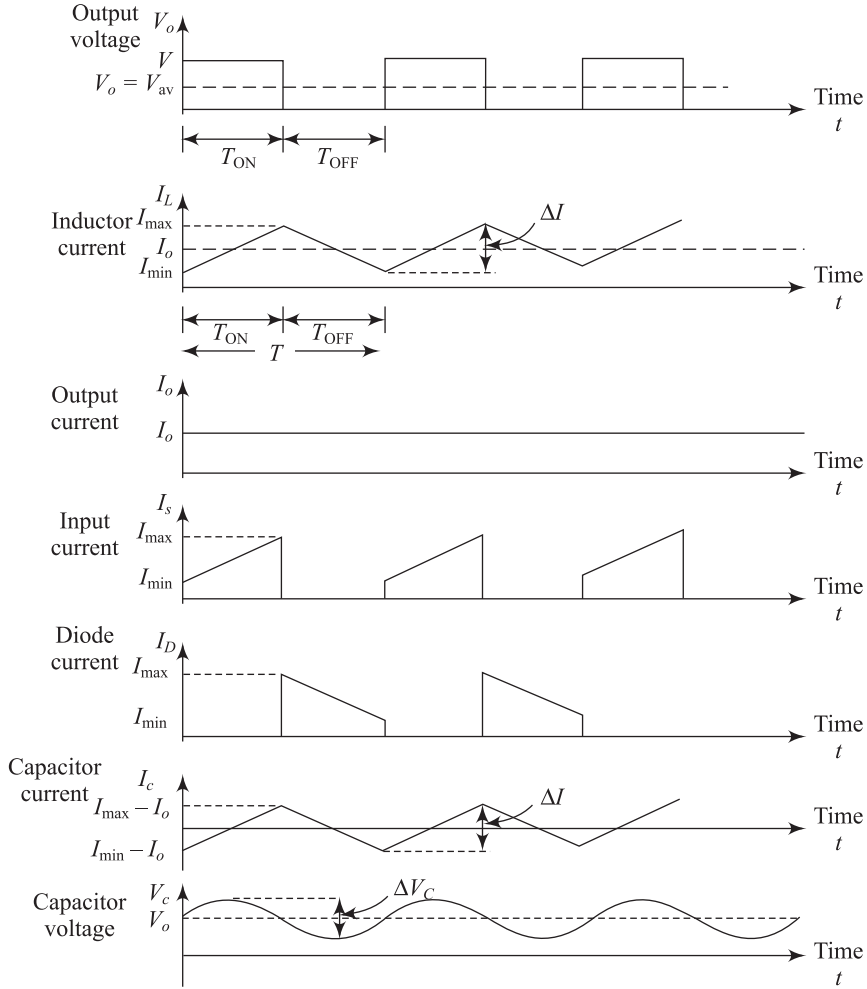 Output
voltage
V_o
V
V_o = V_av
Time
t
T_ON
T_OFF
Inductor
current
I_L
I_max
I_o
I_min
ΔI
Time
t
T_ON
T_OFF
T
Output
current
I_o
I_o
Time
t
Input
current
I_s
I_max
I_min
Time
t
Diode
current
I_D
I_max
I_min
Time
t
Capacitor
current
I_c
I_max – I_o
I_min – I_o
ΔI
Time
t
Capacitor
voltage
V_c
V_o
ΔV_C
Time
t